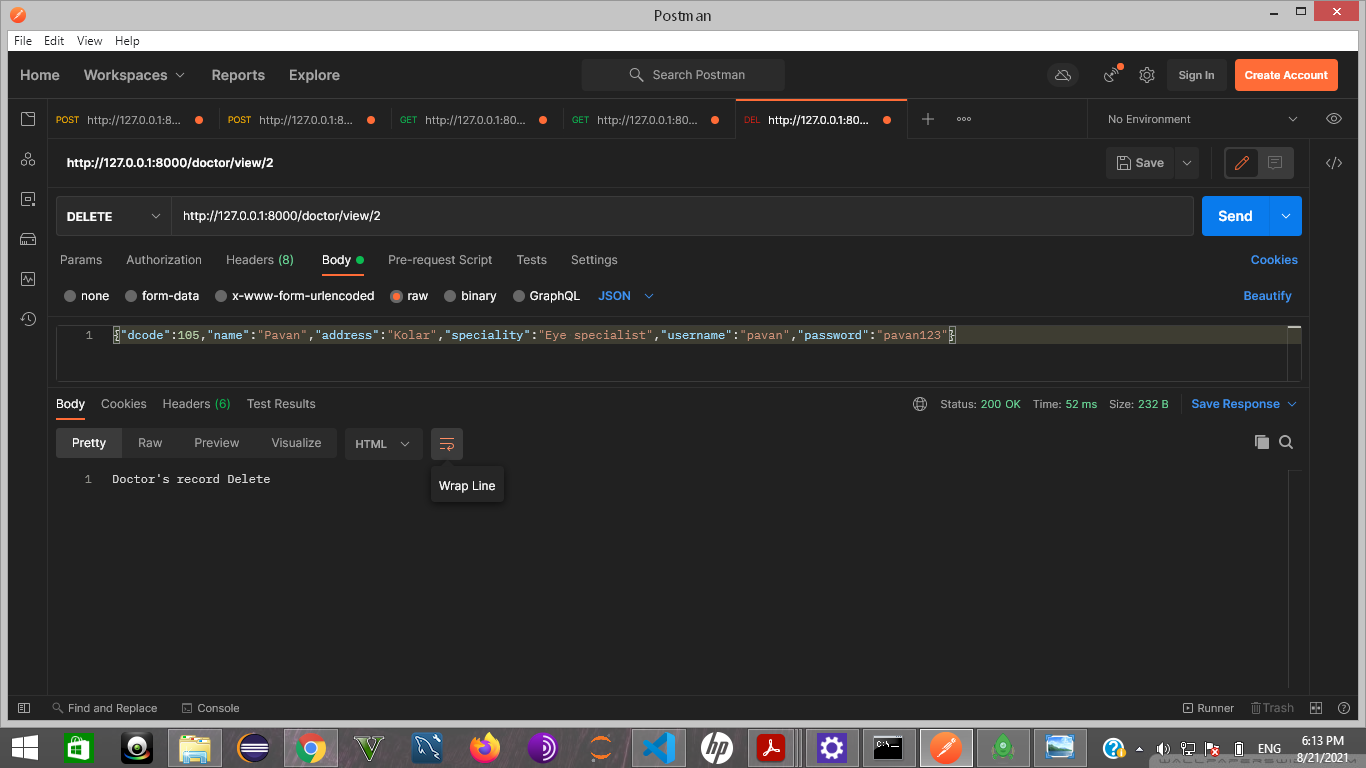 Postman
File Edit View Help
Home Workspaces Reports Explore Search Postman Sign In Create Account
POST http://127.0.0.1:8... POST http://127.0.0.1:8... GET http://127.0.0.1:80... GET http://127.0.0.1:80... DEL http://127.0.0.1:80... No Environment
http://127.0.0.1:8000/doctor/view/2 Save
DELETE http://127.0.0.1:8000/doctor/view/2 Send
Params Authorization Headers (8) Body Pre-request Script Tests Settings Cookies
none form-data x-www-form-urlencoded raw binary GraphQL JSON Beautify
1 {"dcode":105,"name":"Pavan","address":"Kolar","speciality":"Eye specialist","username":"pavan","password":"pavan123"}
Body Cookies Headers (6) Test Results Status: 200 OK Time: 52 ms Size: 232 B Save Response
Pretty Raw Preview Visualize HTML
1 Doctor's record Delete
Wrap Line
Find and Replace Console Runner Trash
ENG 6:13 PM
8/21/2021